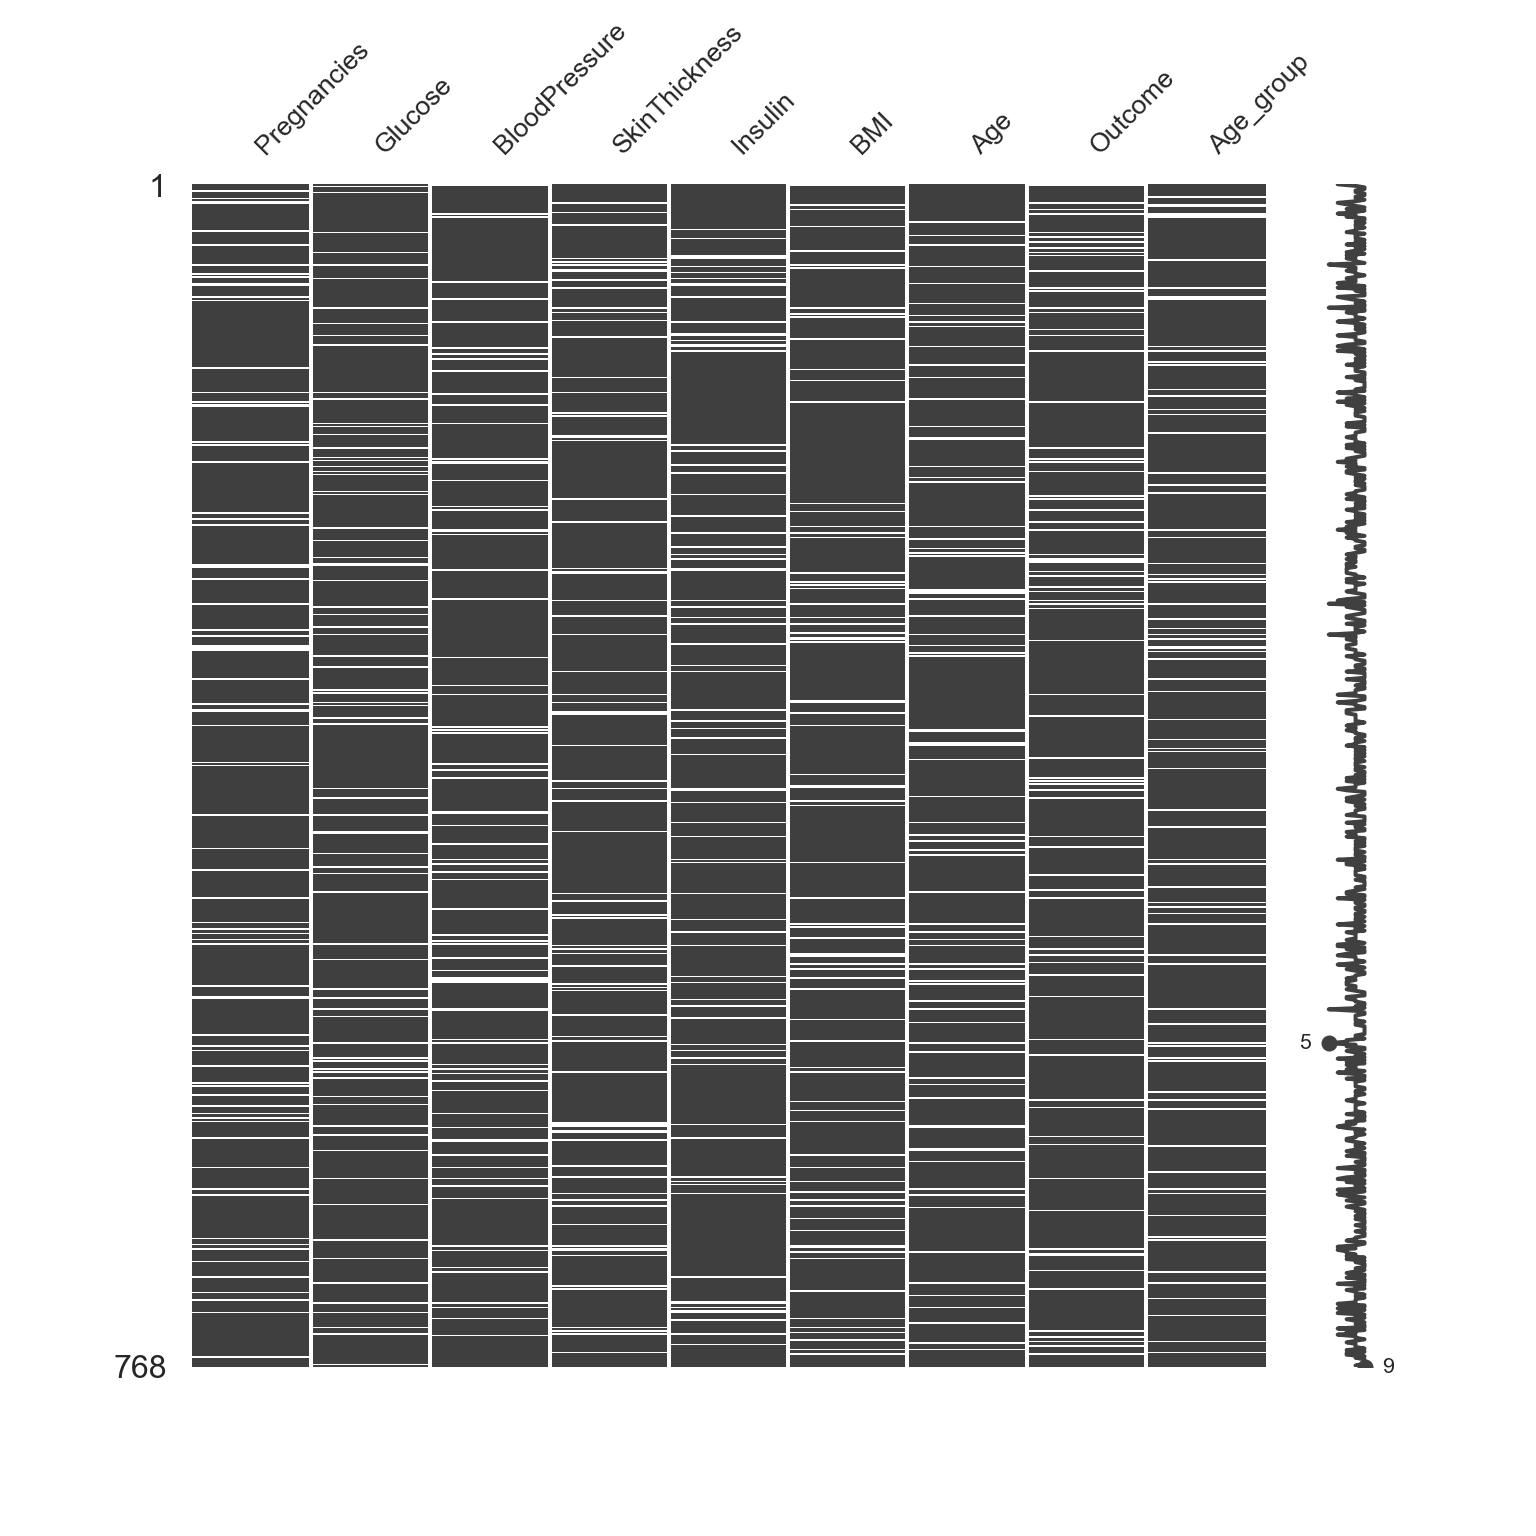 Pregnancies
Glucose
BloodPressure
SkinThickness
Insulin
BMI
Age
Outcome
Age_group
1
5
768
9